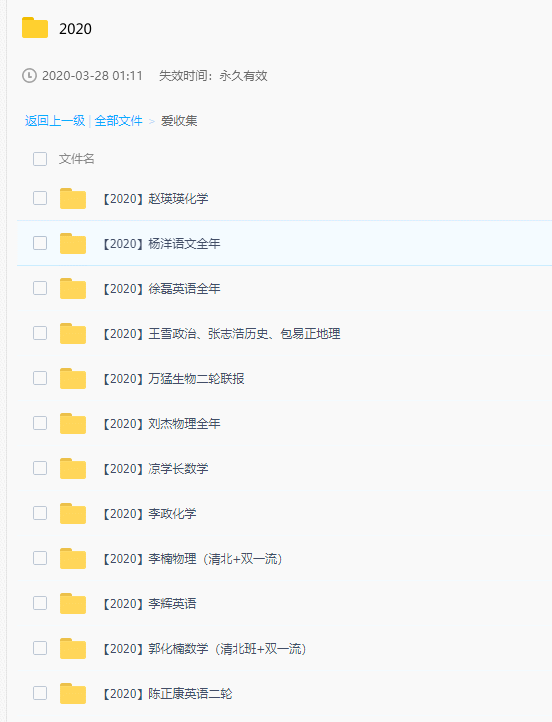 2020
2020-03-28 01:11 失效时间：永久有效
返回上一级 | 全部文件 > 爱收集
文件名
【2020】赵瑛瑛化学
【2020】杨洋语文全年
【2020】徐磊英语全年
【2020】王雪政治、张志浩历史、包易正地理
【2020】万猛生物二轮联报
【2020】刘杰物理全年
【2020】凉学长数学
【2020】李政化学
【2020】李楠物理（清北+双一流）
【2020】李辉英语
【2020】郭化楠数学（清北班+双一流）
【2020】陈正康英语二轮